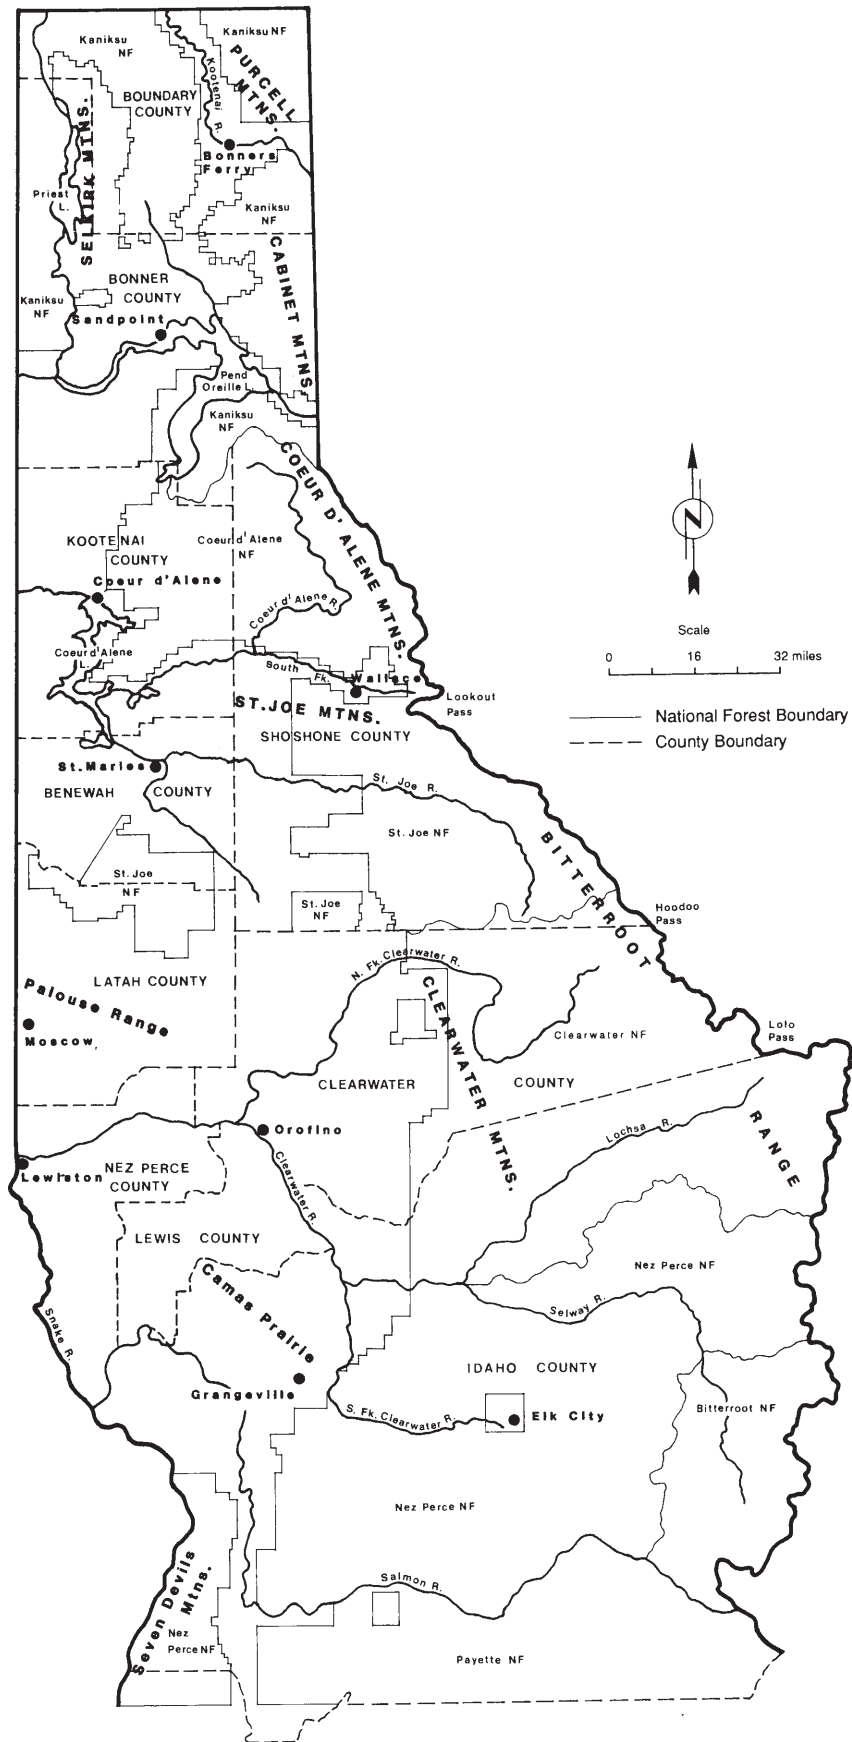 Kaniksu
NF
Kaniksu NF
PURCELL
MTNS.
Kootenai R.
BOUNDARY
COUNTY
SELKIRK MTNS.
Bonners
Ferry
Priest
L.
Kaniksu
NF
CABINET MTNS.
BONNER
COUNTY
Kaniksu
NF
Sandpoint
Pend
Oreille L.
Kaniksu
NF
COEUR D'ALENE MTNS.
KOOTENAI
COUNTY
Coeur d'Alene
NF
Coeur d'Alene
Coeur d'Alene R.
Coeur d'Alene
L.
South Fk.
Wallace
Lookout
Pass
ST.JOE MTNS.
SHOSHONE COUNTY
N
Scale
0 16 32 miles
National Forest Boundary
County Boundary
St.Maries
BENEWAH COUNTY
St. Joe R.
St. Joe NF
St. Joe
NF
St. Joe
NF
BITTERROOT
Hoodoo
Pass
LATAH COUNTY
N. Fk. Clearwater R.
Palouse Range
Moscow
CLEARWATER MTNS.
Clearwater NF
Lolo
Pass
CLEARWATER COUNTY
RANGE
Lochsa R.
Orofino
Lewiston
NEZ PERCE
COUNTY
Clearwater R.
LEWIS COUNTY
Nez Perce NF
Camas Prairie
Selway R.
Snake R.
IDAHO COUNTY
Grangeville
S. Fk. Clearwater R.
Elk City
Bitterroot NF
Nez Perce NF
Seven Devils
Mtns.
Salmon R.
Nez
Perce NF
Payette NF